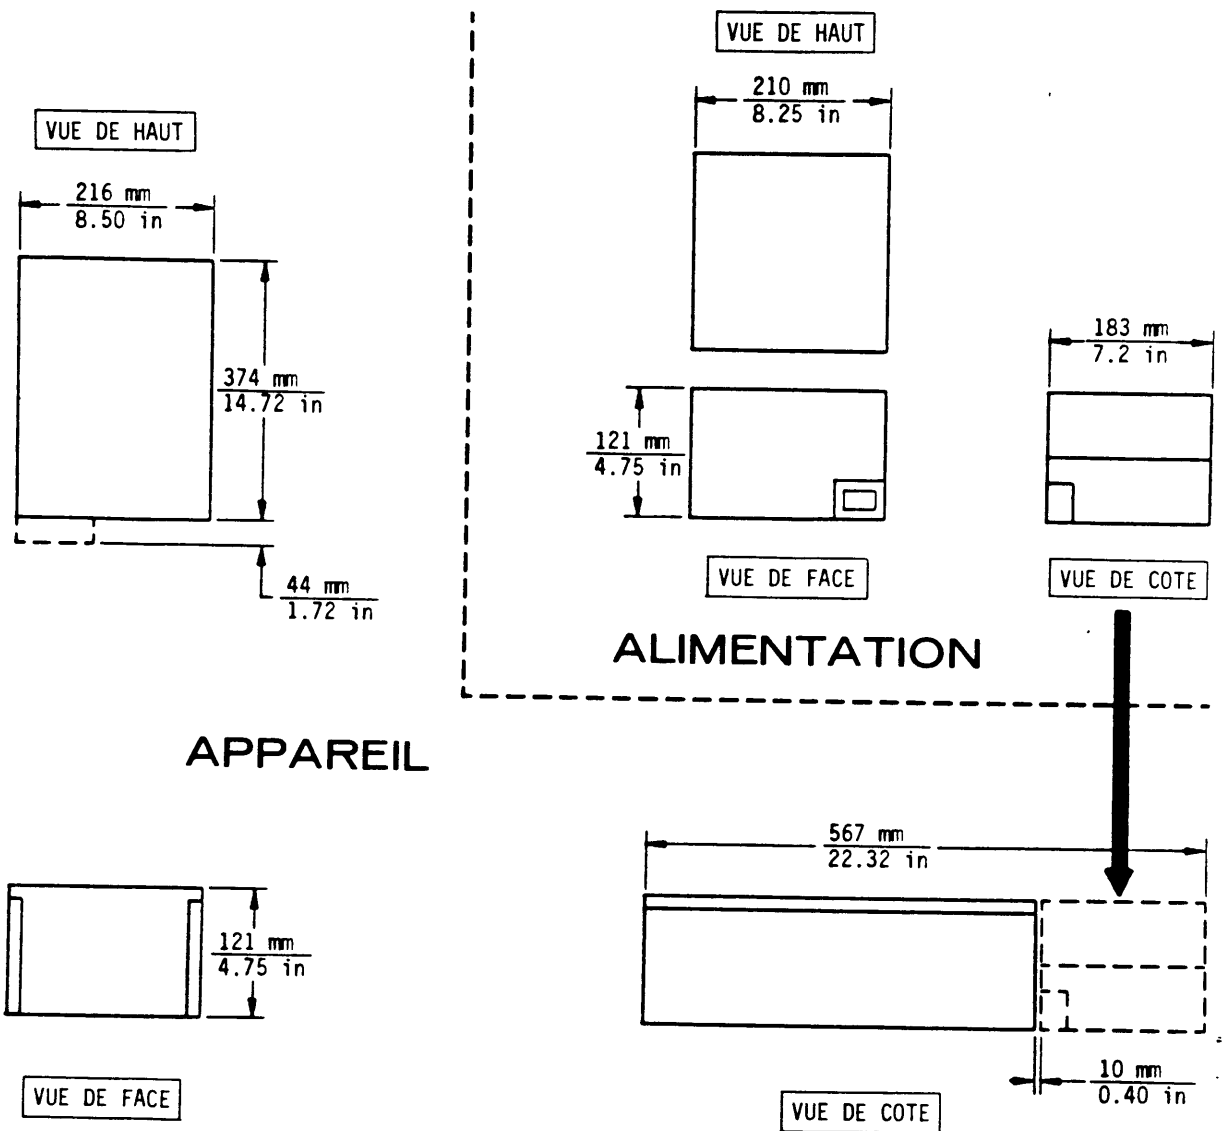 VUE DE HAUT
210 mm
8.25 in
VUE DE HAUT
216 mm
8.50 in
374 mm
14.72 in
44 mm
1.72 in
183 mm
7.2 in
121 mm
4.75 in
VUE DE FACE
VUE DE COTE
ALIMENTATION
APPAREIL
567 mm
22.32 in
121 mm
4.75 in
10 mm
0.40 in
VUE DE FACE
VUE DE COTE